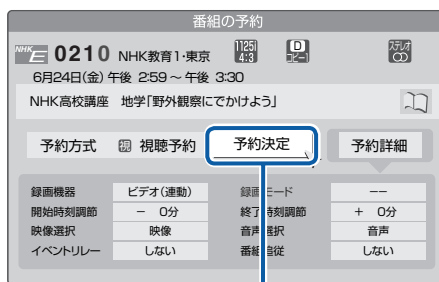 番組の予約
NHK E 0210 NHK教育1・東京 1125i 4:3 D コピー1 ステレオ
6月24日(金) 午後 2:59 ~ 午後 3:30
NHK高校講座 地学「野外観察にでかけよう」
予約方式 視 視聴予約 予約決定 予約詳細
録画機器 ビデオ(連動) 録画モード --
開始時刻調節 - 0分 終了時刻調節 + 0分
映像選択 映像 音声選択 音声
イベントリレー しない 番組追従 しない